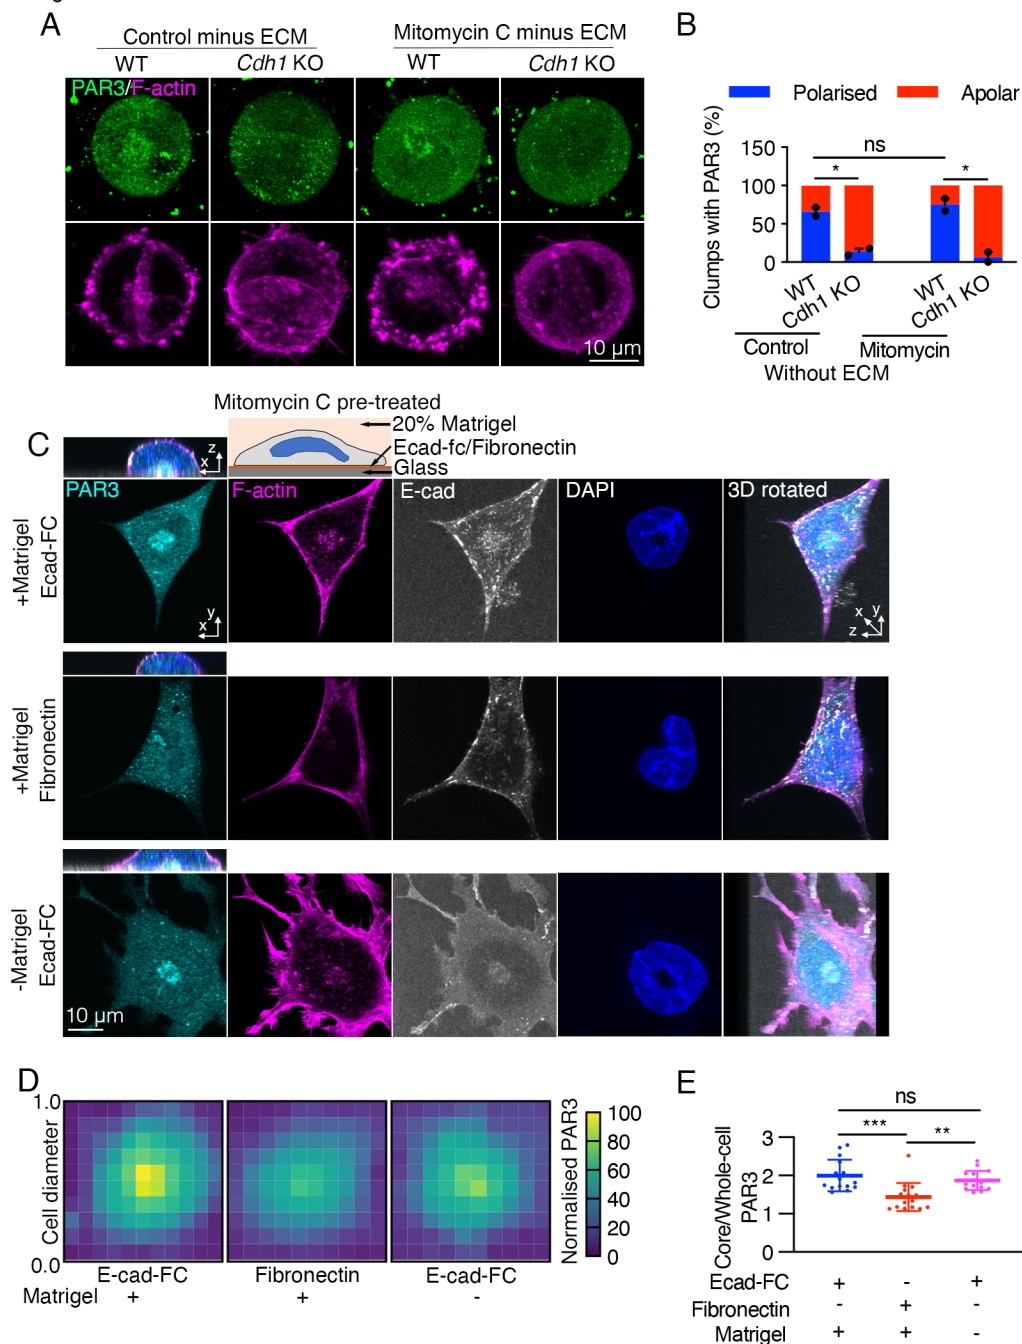 A
Control minus ECM
Mitomycin C minus ECM
WT
Cdh1 KO
WT
Cdh1 KO
PAR3/F-actin
10 µm
B
Polarised
Apolar
Clumps with PAR3 (%)
150
100
50
0
ns
*
*
WT
Cdh1 KO
WT
Cdh1 KO
Control
Mitomycin
Without ECM
C
Mitomycin C pre-treated
20% Matrigel
Ecad-fc/Fibronectin
Glass
z
x
PAR3
F-actin
E-cad
DAPI
3D rotated
+Matrigel
Ecad-FC
y
x
x
y
z
+Matrigel
Fibronectin
-Matrigel
Ecad-FC
10 µm
D
1.0
Cell diameter
0.0
E-cad-FC
Fibronectin
E-cad-FC
Matrigel
+
+
-
Normalised PAR3
100
80
60
40
20
0
E
ns
***
**
Core/Whole-cell
PAR3
3
2
1
0
Ecad-FC + - +
Fibronectin - + -
Matrigel + + -